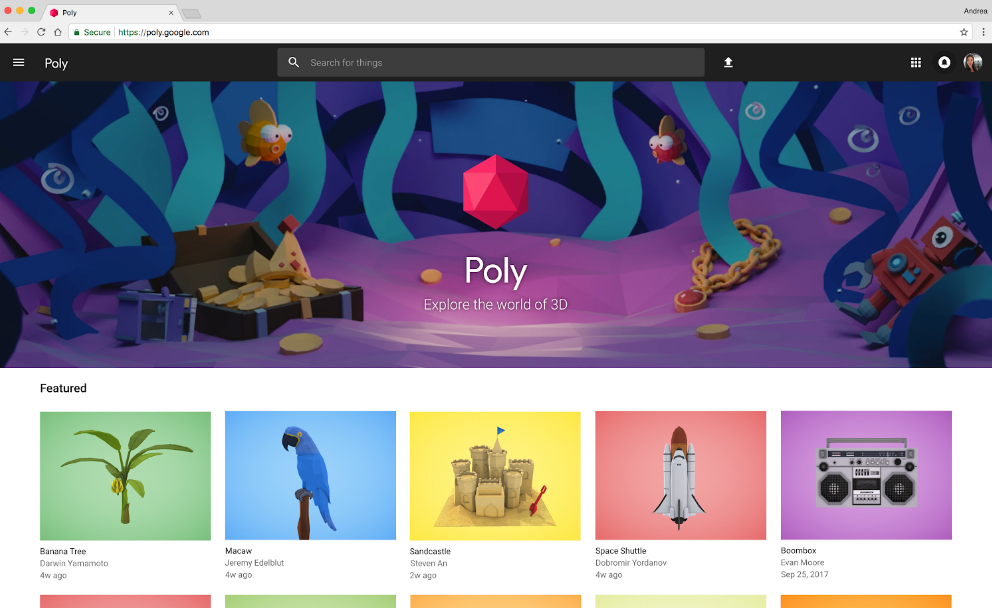 Poly
Andrea
Secure
https://poly.google.com
Poly
Search for things
Poly
Explore the world of 3D
Featured
Banana Tree
Darwin Yamamoto
4w ago
Macaw
Jeremy Edelblut
4w ago
Sandcastle
Steven An
2w ago
Space Shuttle
Dobromir Yordanov
4w ago
Boombox
Evan Moore
Sep 25, 2017